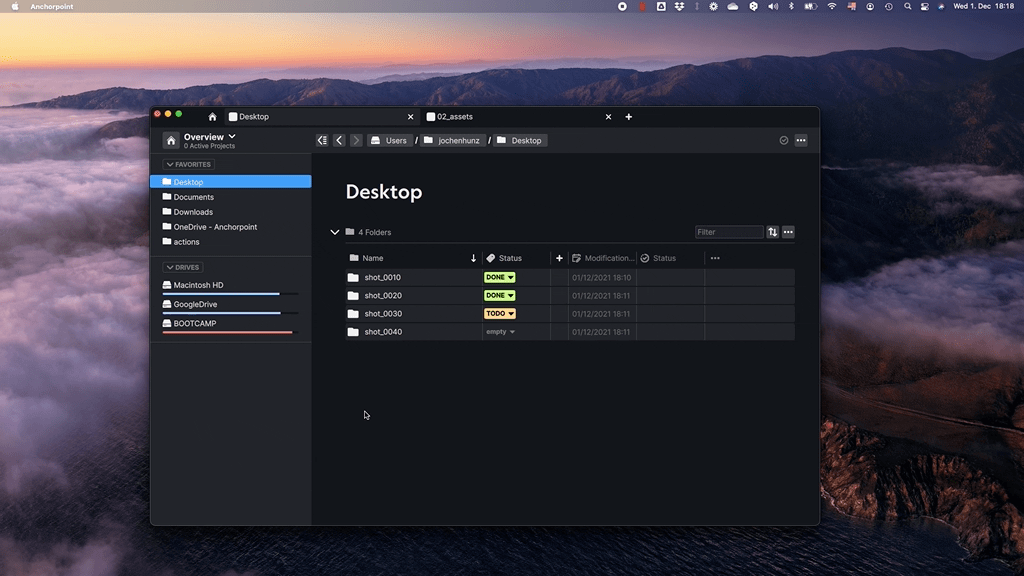 Anchorpoint
Wed 1. Dec 18:18
Desktop
02_assets
Overview
0 Active Projects
Users / jochenhunz / Desktop
FAVORITES
Desktop
Documents
Downloads
OneDrive - Anchorpoint
actions
DRIVES
Macintosh HD
GoogleDrive
BOOTCAMP
Desktop
4 Folders
Filter
Name Status Modification... Status
shot_0010 DONE 01/12/2021 18:10
shot_0020 DONE 01/12/2021 18:11
shot_0030 TODO 01/12/2021 18:11
shot_0040 empty 01/12/2021 18:11